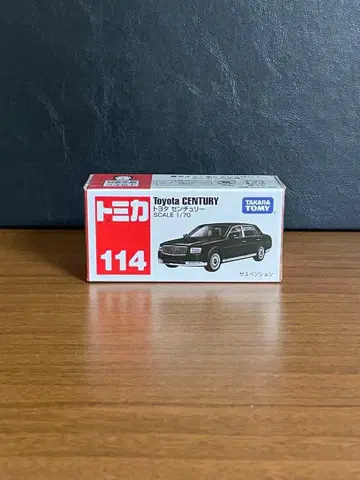 トミカ
114
Toyota CENTURY
トヨタ センチュリー
SCALE 1/70
TAKARA
TOMY
サスペンション